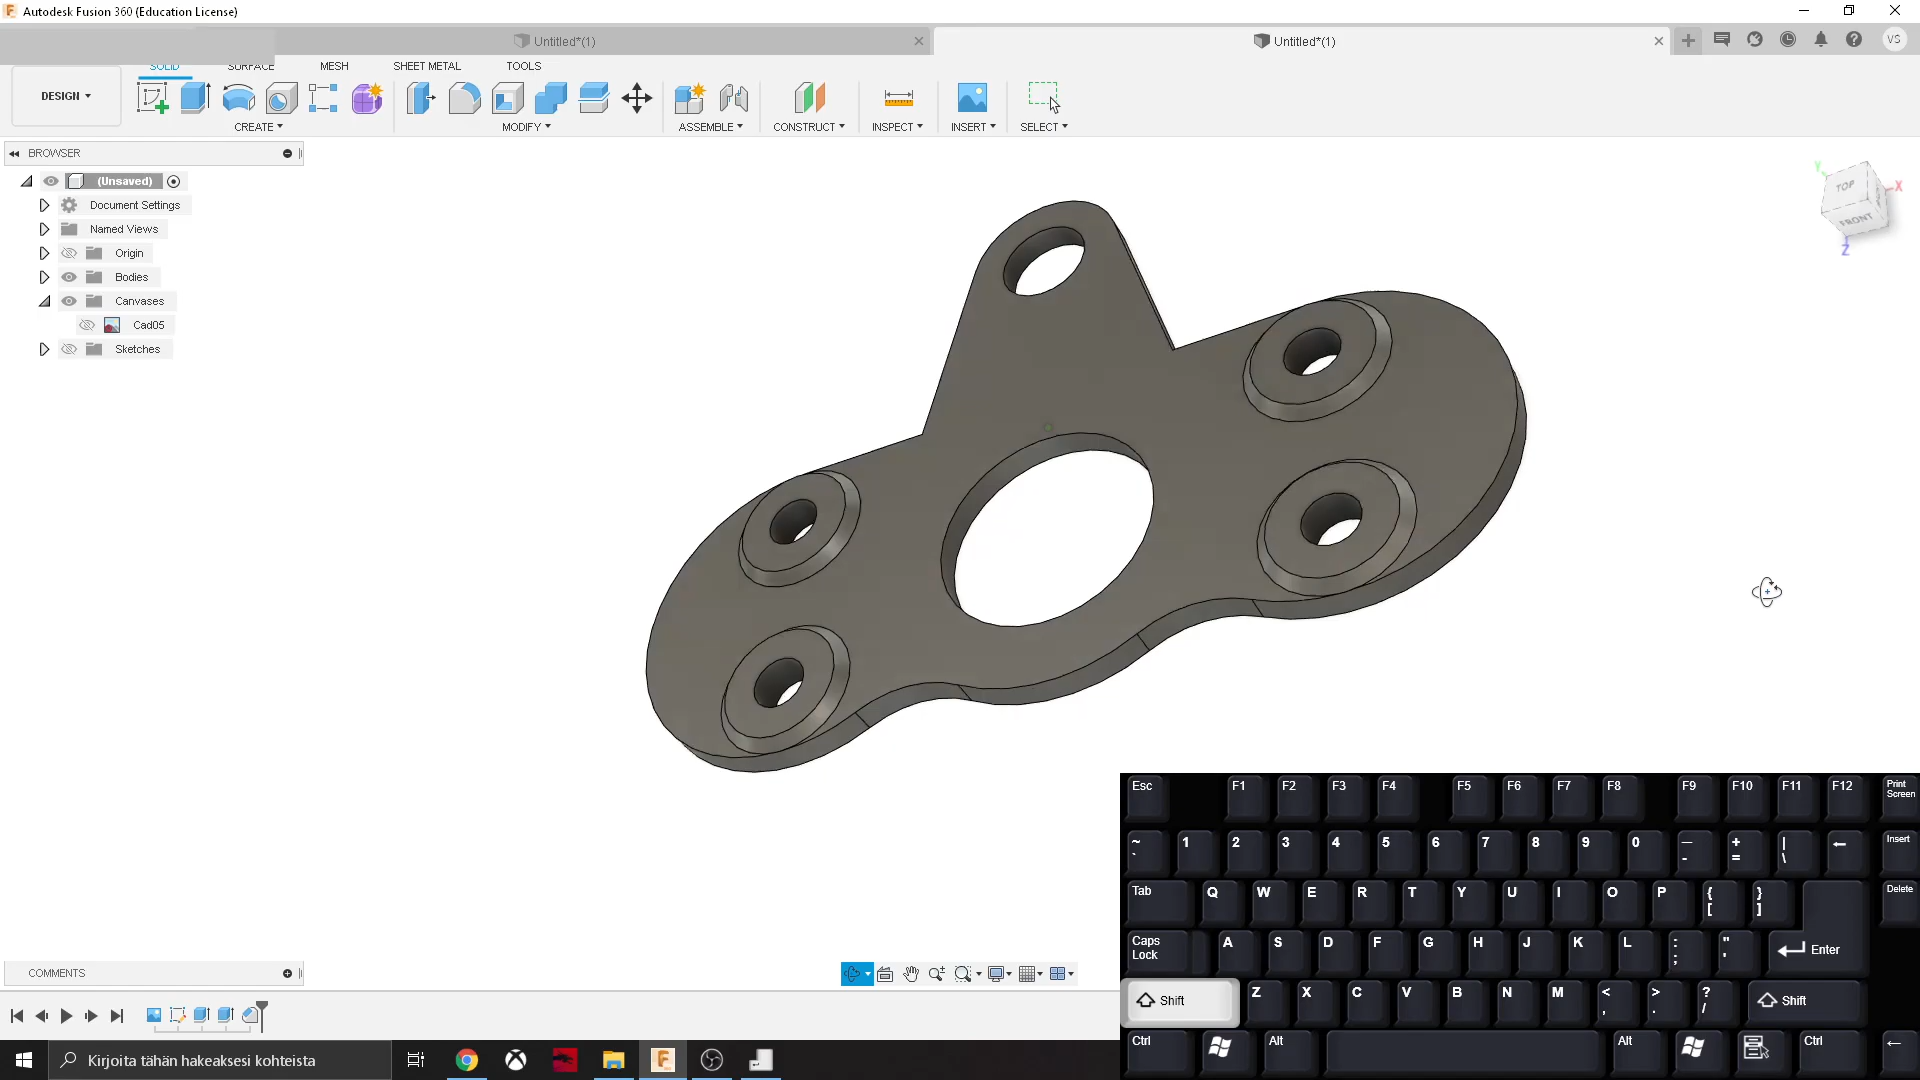 Autodesk Fusion 360 (Education License)
Untitled*(1)
Untitled*(1)
VS
SOLID
SURFACE
MESH
SHEET METAL
TOOLS
DESIGN
CREATE
MODIFY
ASSEMBLE
CONSTRUCT
INSPECT
INSERT
SELECT
BROWSER
(Unsaved)
Document Settings
Named Views
Origin
Bodies
Canvases
Cad05
Sketches
Y
TOP
X
FRONT
Z
COMMENTS
Kirjoita tähän hakeaksesi kohteista
Esc F1 F2 F3 F4 F5 F6 F7 F8 F9 F10 F11 F12 Print Screen
~ ` 1 2 3 4 5 6 7 8 9 0 — - + = | \ Insert
Tab Q W E R T Y U I O P { [ } ] Delete
Caps Lock A S D F G H J K L : ; " ' Enter
Shift Z X C V B N M < , > . ? / Shift
Ctrl Alt Alt Ctrl